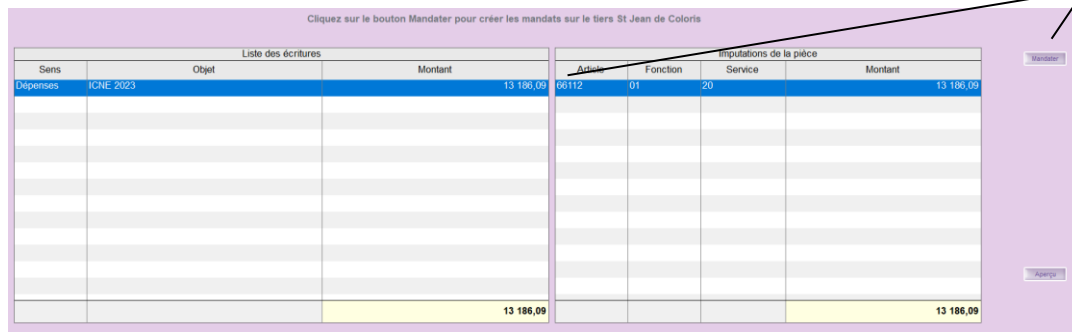 Cliquez sur le bouton Mandater pour créer les mandats sur le tiers St Jean de Coloris
Liste des écritures
Imputations de la pièce
Mandater
Sens Objet Montant
Article Fonction Service Montant
Dépenses ICNE 2023 13 186,09
66112 01 20 13 186,09
Aperçu
13 186,09
13 186,09